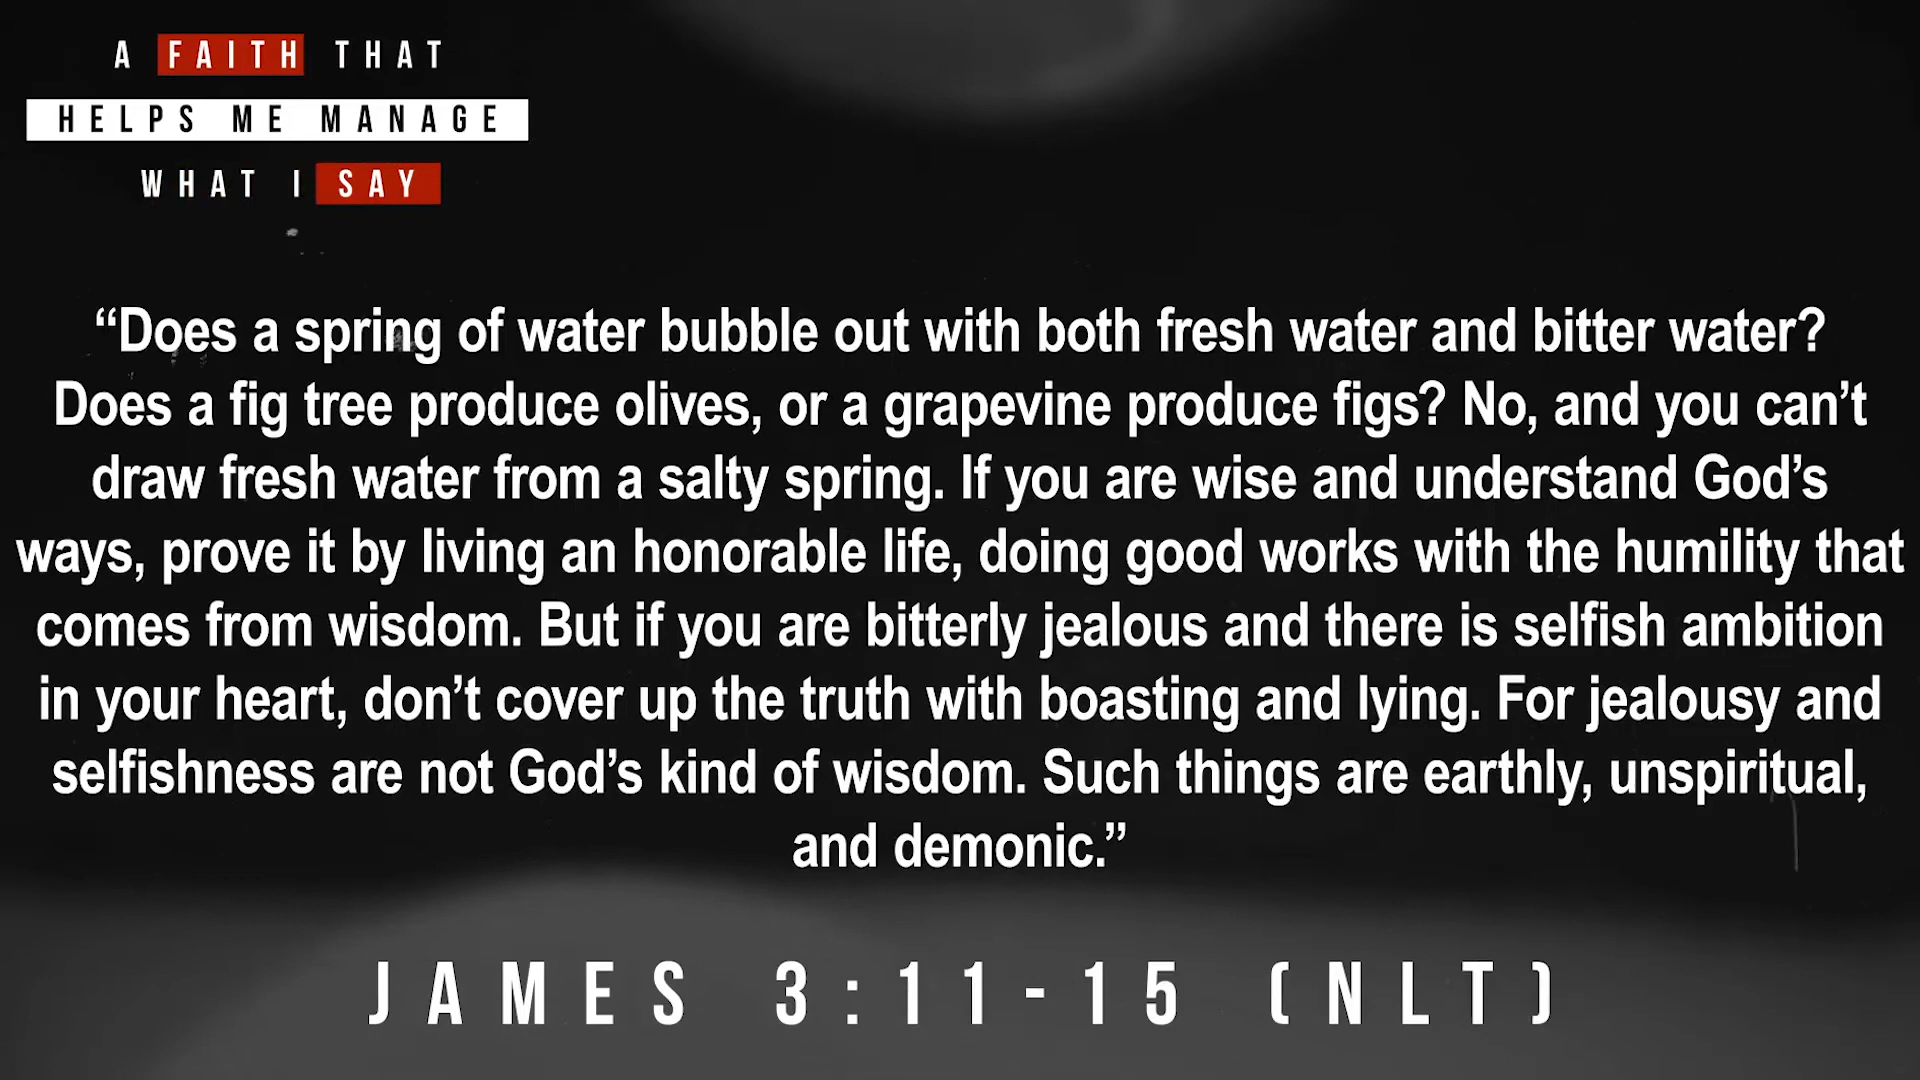 A FAITH THAT
HELPS ME MANAGE
WHAT I SAY
“Does a spring of water bubble out with both fresh water and bitter water?
Does a fig tree produce olives, or a grapevine produce figs? No, and you can’t
draw fresh water from a salty spring. If you are wise and understand God’s
ways, prove it by living an honorable life, doing good works with the humility that
comes from wisdom. But if you are bitterly jealous and there is selfish ambition
in your heart, don’t cover up the truth with boasting and lying. For jealousy and
selfishness are not God’s kind of wisdom. Such things are earthly, unspiritual,
and demonic.”
JAMES 3:11-15 (NLT)